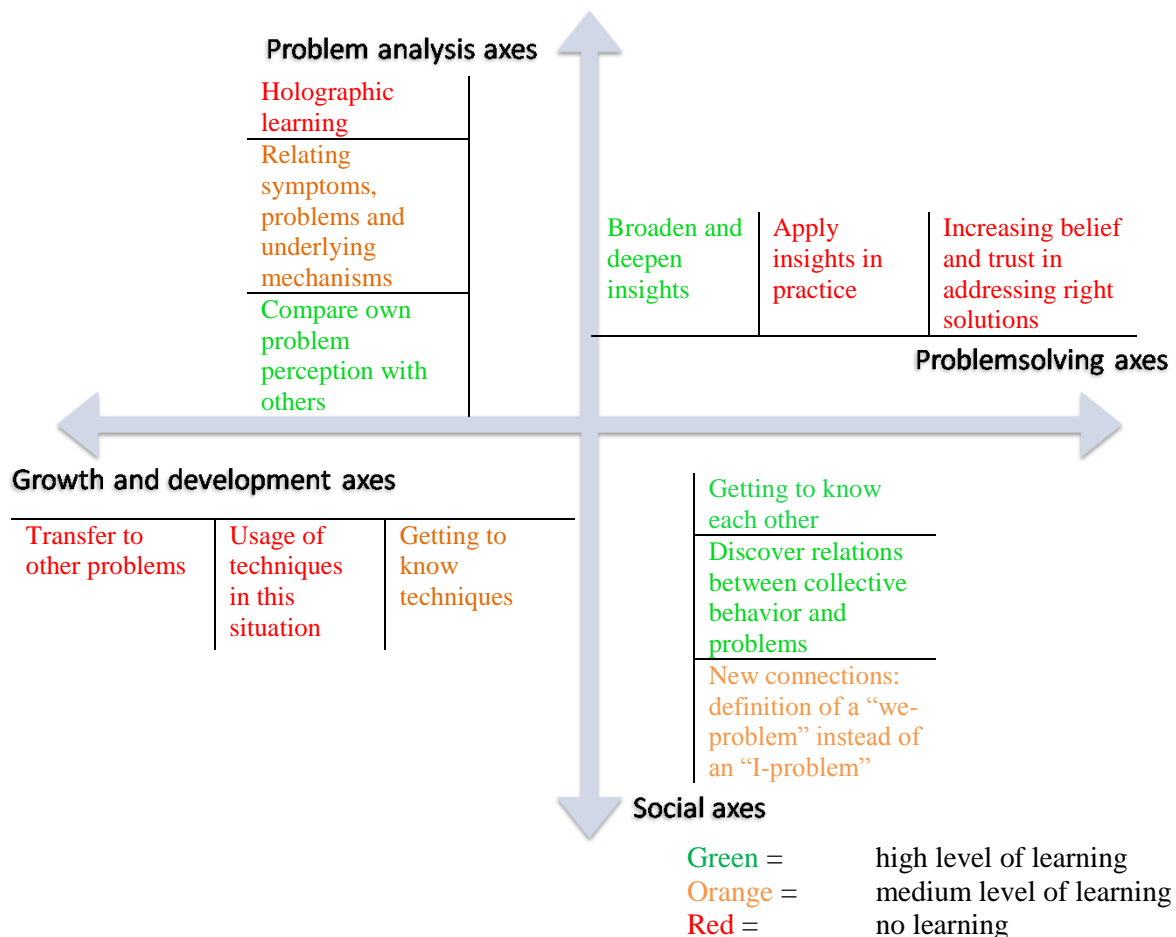 Problem analysis axes
Holographic
learning
Relating
symptoms,
problems and
underlying
mechanisms
Compare own
problem
perception with
others
Broaden and
deepen
insights
Apply
insights in
practice
Increasing belief
and trust in
addressing right
solutions
Problemsolving axes
Growth and development axes
Transfer to
other problems
Usage of
techniques
in this
situation
Getting to
know
techniques
Getting to know
each other
Discover relations
between collective
behavior and
problems
New connections:
definition of a “we-
problem” instead of
an “I-problem”
Social axes
Green = high level of learning
Orange = medium level of learning
Red = no learning